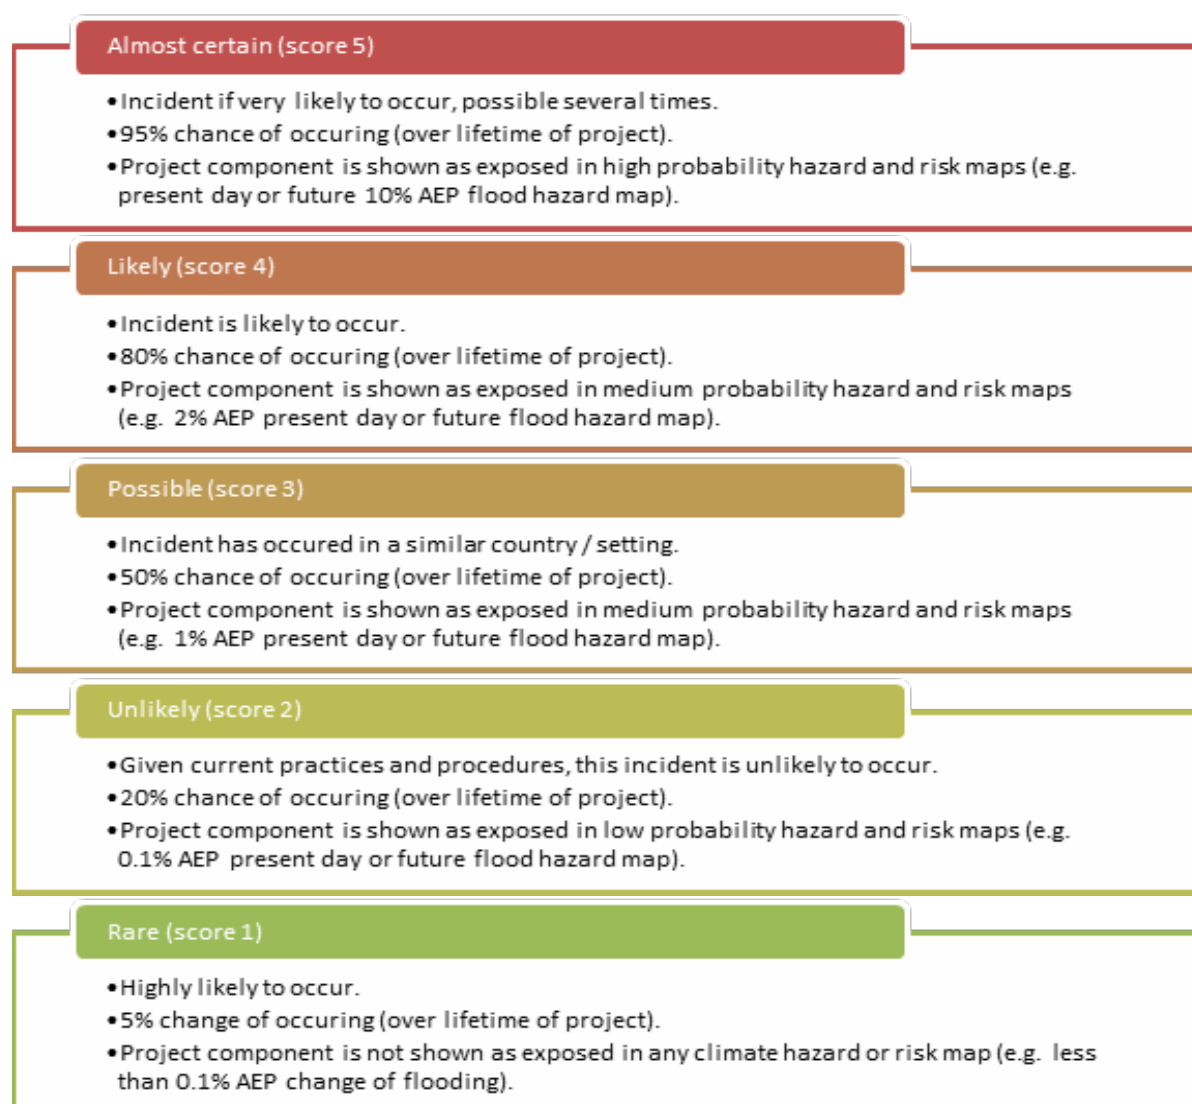 Almost certain (score 5)
•Incident if very likely to occur, possible several times.
•95% chance of occuring (over lifetime of project).
•Project component is shown as exposed in high probability hazard and risk maps (e.g.
present day or future 10% AEP flood hazard map).
Likely (score 4)
•Incident is likely to occur.
•80% chance of occuring (over lifetime of project).
•Project component is shown as exposed in medium probability hazard and risk maps
(e.g. 2% AEP present day or future flood hazard map).
Possible (score 3)
•Incident has occured in a similar country / setting.
•50% chance of occuring (over lifetime of project).
•Project component is shown as exposed in medium probability hazard and risk maps
(e.g. 1% AEP present day or future flood hazard map).
Unlikely (score 2)
•Given current practices and procedures, this incident is unlikely to occur.
•20% chance of occuring (over lifetime of project).
•Project component is shown as exposed in low probability hazard and risk maps (e.g.
0.1% AEP present day or future flood hazard map).
Rare (score 1)
•Highly likely to occur.
•5% change of occuring (over lifetime of project).
•Project component is not shown as exposed in any climate hazard or risk map (e.g. less
than 0.1% AEP change of flooding).